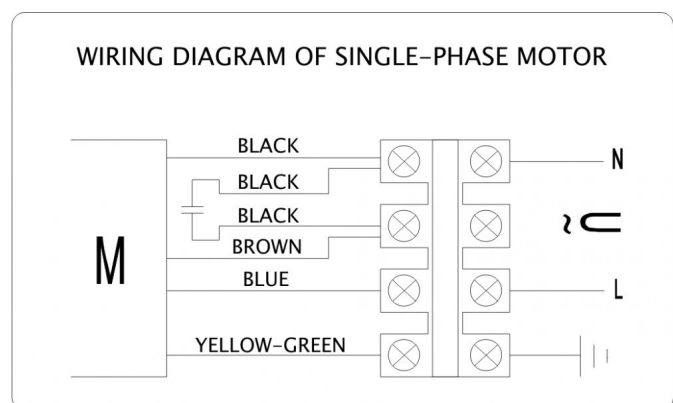 WIRING DIAGRAM OF SINGLE-PHASE MOTOR
BLACK
N
BLACK
BLACK
U~
BROWN
M
BLUE
L
YELLOW-GREEN